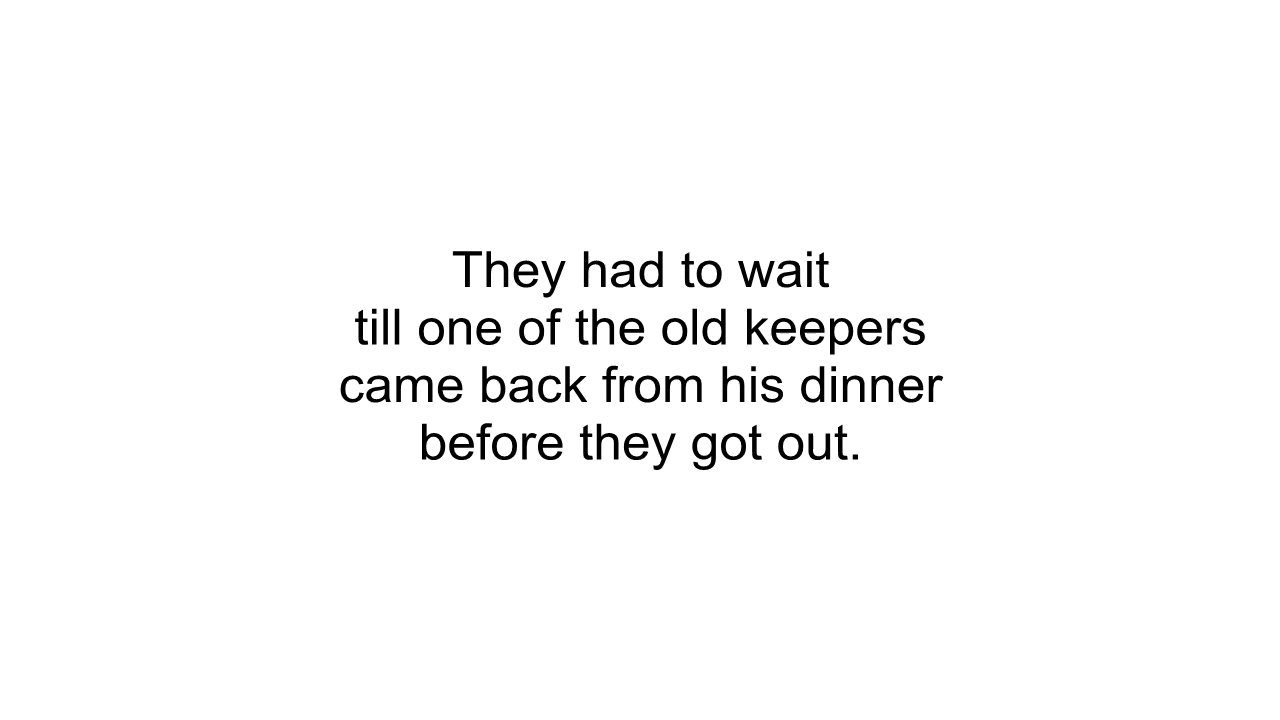 They had to wait
till one of the old keepers
came back from his dinner
before they got out.